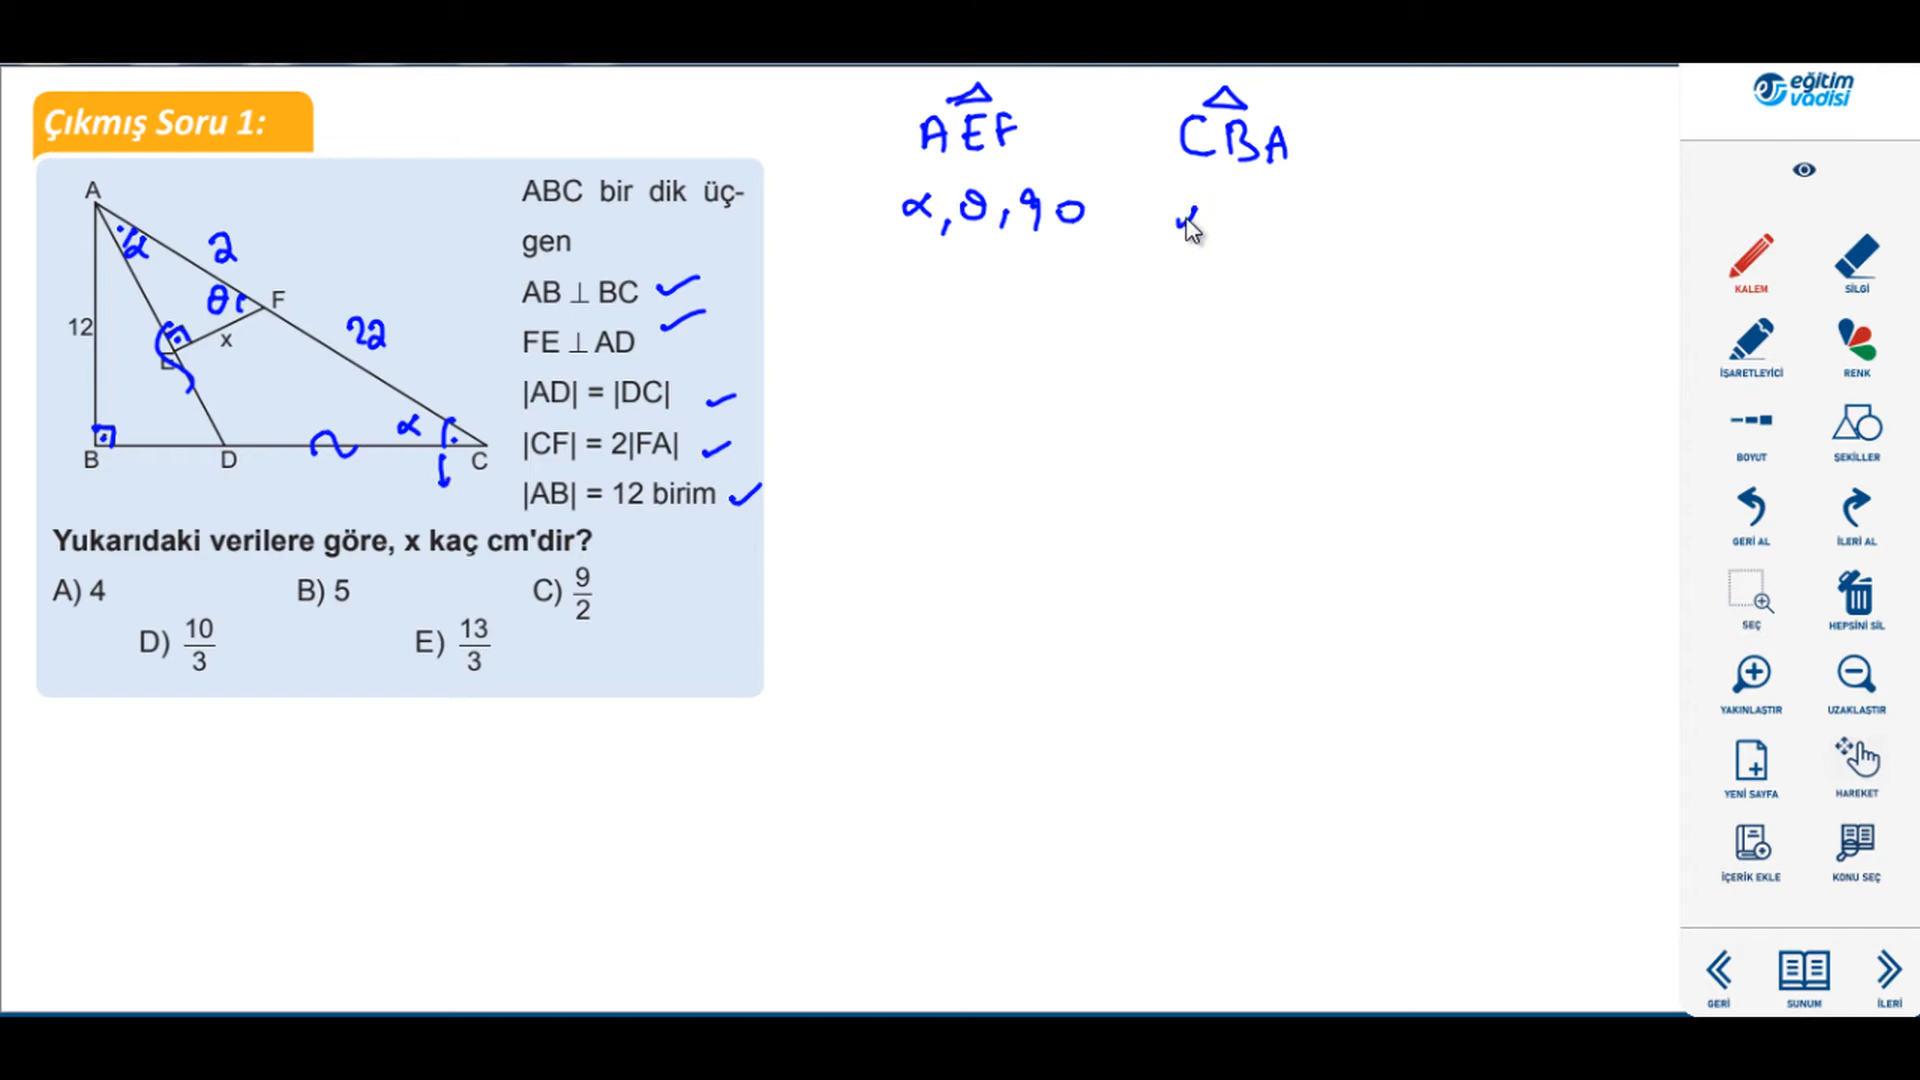 Çıkmış Soru 1:
ABC bir dik üç-
gen
AB ⊥ BC
FE ⊥ AD
|AD| = |DC|
|CF| = 2|FA|
|AB| = 12 birim
A
12
α
a
θ
F
x
2a
α
B
D
C
Yukarıdaki verilere göre, x kaç cm'dir?
A) 4
B) 5
C) 9/2
D) 10/3
E) 13/3
AEF
CBA
α, θ, 90
eğitim
vadisi
KALEM
SİLGİ
İŞARETLEYİCİ
RENK
BOYUT
ŞEKİLLER
GERİ AL
İLERİ AL
SEÇ
HEPSİNİ SİL
YAKINLAŞTIR
UZAKLAŞTIR
YENİ SAYFA
HAREKET
İÇERİK EKLE
KONU SEÇ
GERİ
SUNUM
İLERİ